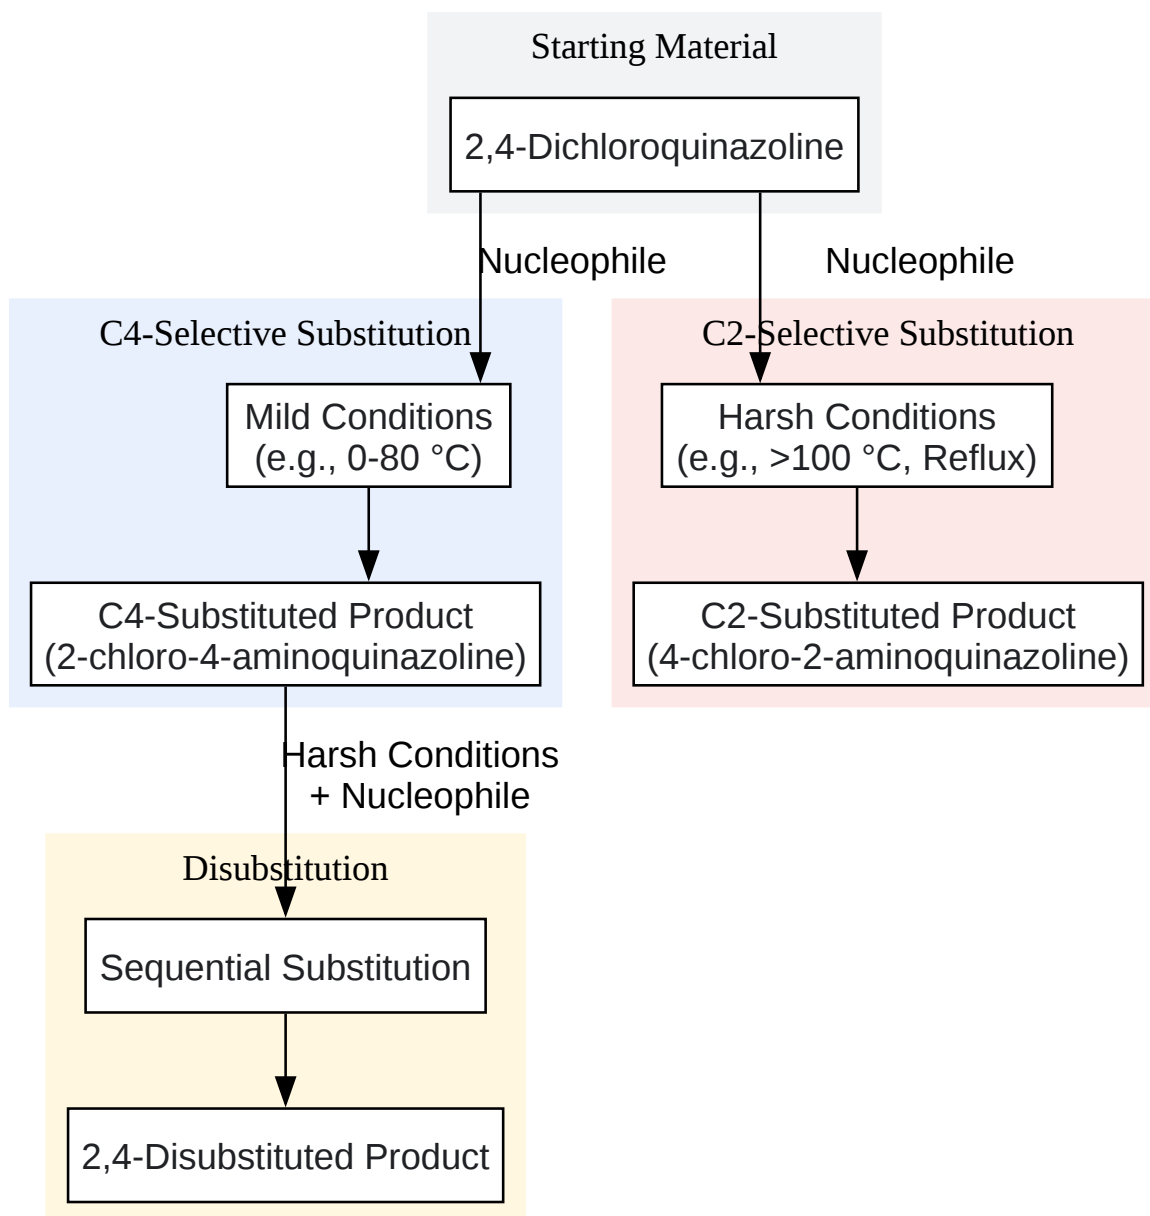 Starting Material
2,4-Dichloroquinazoline
Nucleophile
Nucleophile
C4-Selective Substitution
C2-Selective Substitution
Mild Conditions
(e.g., 0-80 °C)
Harsh Conditions
(e.g., >100 °C, Reflux)
C4-Substituted Product
(2-chloro-4-aminoquinazoline)
C2-Substituted Product
(4-chloro-2-aminoquinazoline)
Harsh Conditions
+ Nucleophile
Disubstitution
Sequential Substitution
2,4-Disubstituted Product